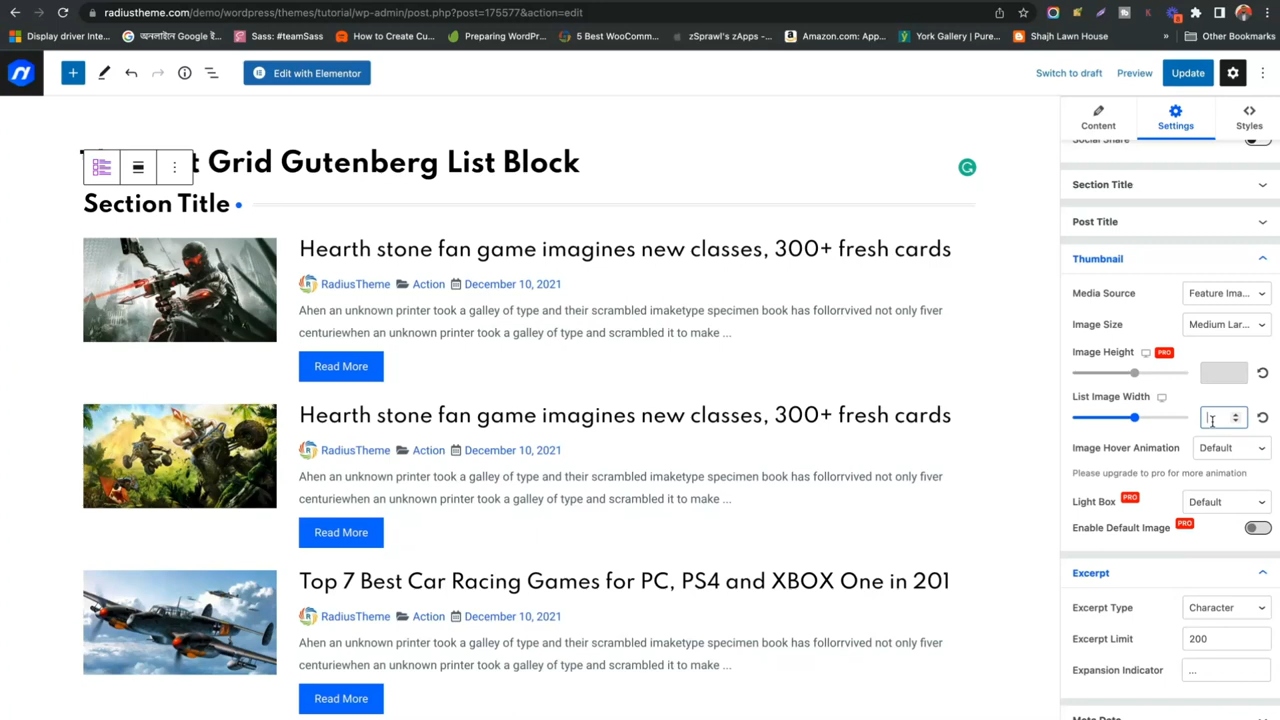 radiustheme.com/demo/wordpress/themes/tutorial/wp-admin/post.php?post=175577&action=edit
Display driver Inte...
অনলাইনে Google ই...
Sass: #teamSass
How to Create Cu...
Preparing WordPr...
5 Best WooComm...
zSprawl's zApps -...
Amazon.com: App...
York Gallery | Pure...
Shajh Lawn House
»
Other Bookmarks
Edit with Elementor
Switch to draft
Preview
Update
Content
Settings
Styles
Social Share
t Grid Gutenberg List Block
Section Title
Section Title
Post Title
Hearth stone fan game imagines new classes, 300+ fresh cards
RadiusTheme Action December 10, 2021
Ahen an unknown printer took a galley of type and their scrambled imaketype specimen book has follorrvived not only fiver
centuriewhen an unknown printer took a galley of type and scrambled it to make ...
Read More
Hearth stone fan game imagines new classes, 300+ fresh cards
RadiusTheme Action December 10, 2021
Ahen an unknown printer took a galley of type and their scrambled imaketype specimen book has follorrvived not only fiver
centuriewhen an unknown printer took a galley of type and scrambled it to make ...
Read More
Top 7 Best Car Racing Games for PC, PS4 and XBOX One in 201
RadiusTheme Action December 10, 2021
Ahen an unknown printer took a galley of type and their scrambled imaketype specimen book has follorrvived not only fiver
centuriewhen an unknown printer took a galley of type and scrambled it to make ...
Read More
Thumbnail
Media Source Feature Ima...
Image Size Medium Lar...
Image Height PRO
List Image Width
Image Hover Animation Default
Please upgrade to pro for more animation
Light Box PRO Default
Enable Default Image PRO
Excerpt
Excerpt Type Character
Excerpt Limit 200
Expansion Indicator ...
Meta Data